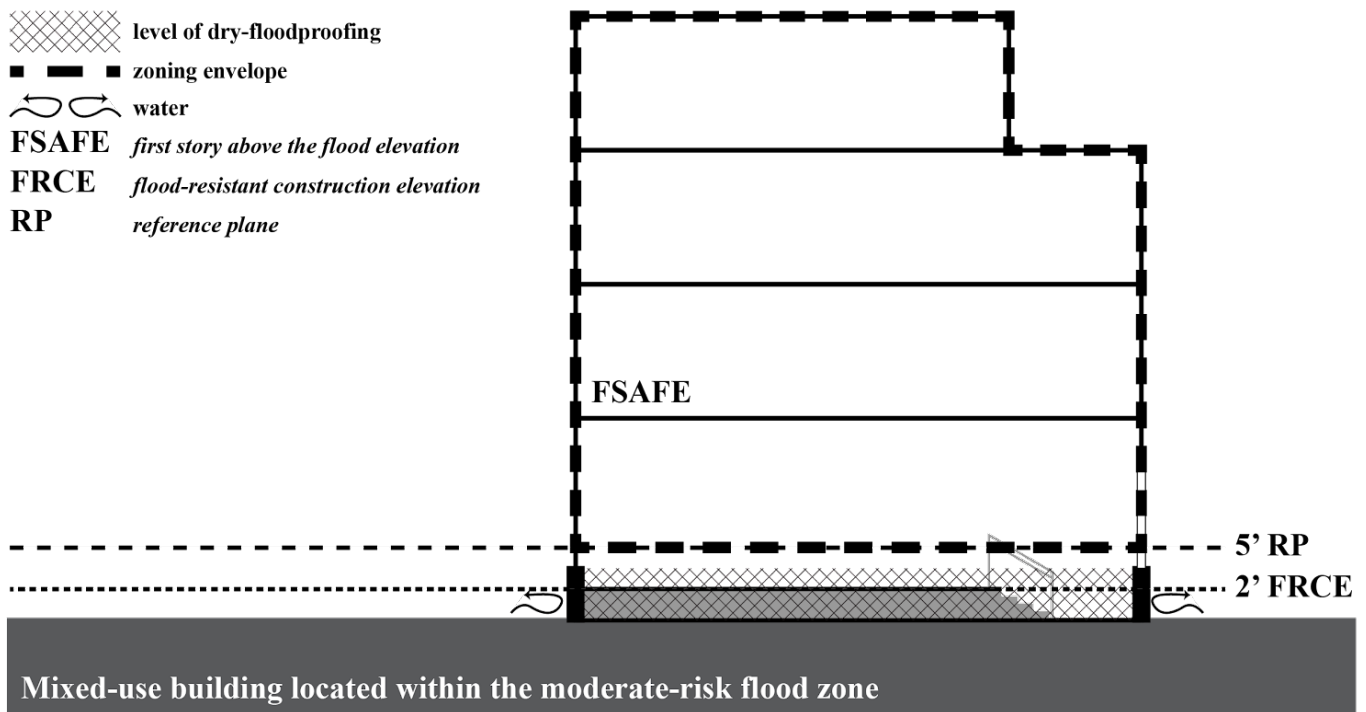 level of dry-floodproofing
zoning envelope
water
FSAFE first story above the flood elevation
FRCE flood-resistant construction elevation
RP reference plane
FSAFE
5’ RP
2’ FRCE
Mixed-use building located within the moderate-risk flood zone